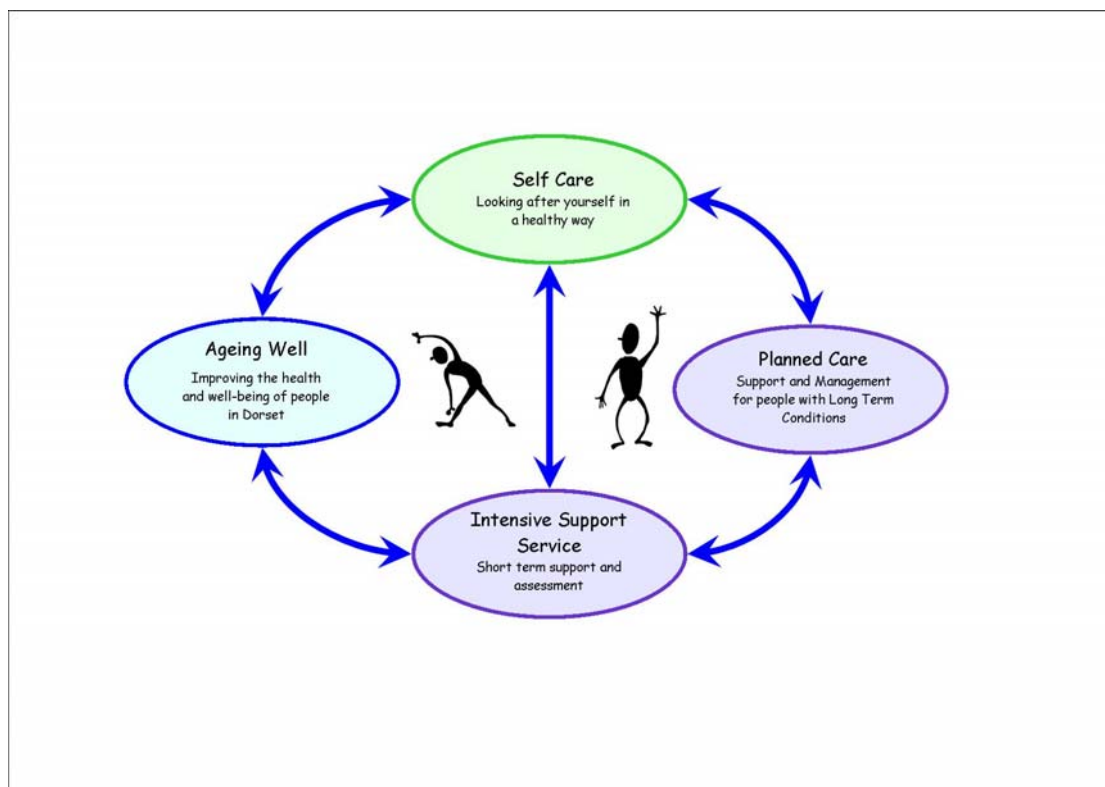 Self Care
Looking after yourself in
a healthy way
Ageing Well
Improving the health
and well-being of people
in Dorset
Planned Care
Support and Management
for people with Long Term
Conditions
Intensive Support
Service
Short term support and
assessment